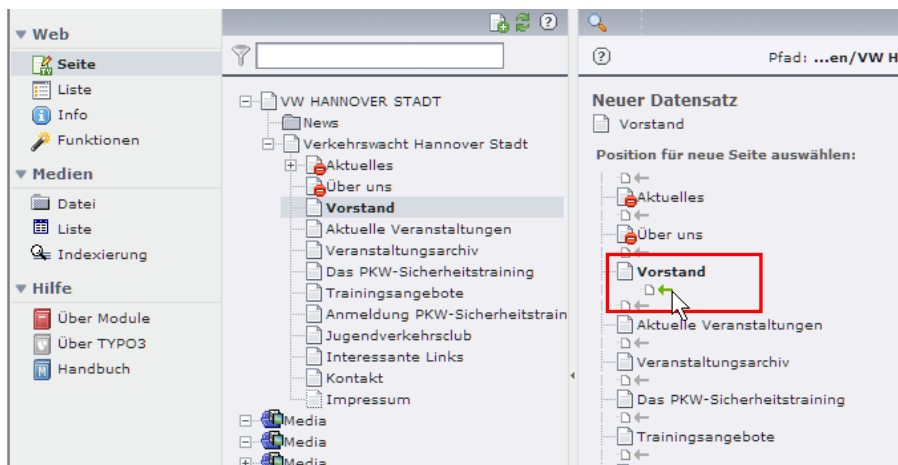 Web
Seite
Liste
Info
Funktionen
Medien
Datei
Liste
Indexierung
Hilfe
Über Module
Über TYPO3
Handbuch
VW HANNOVER STADT
News
Verkehrswacht Hannover Stadt
Aktuelles
Über uns
Vorstand
Aktuelle Veranstaltungen
Veranstaltungsarchiv
Das PKW-Sicherheitstraining
Trainingsangebote
Anmeldung PKW-Sicherheitstrain
Jugendverkehrsclub
Interessante Links
Kontakt
Impressum
Media
Media
Media
Pfad: ...en/VW H
Neuer Datensatz
Vorstand
Position für neue Seite auswählen:
Aktuelles
Über uns
Vorstand
Aktuelle Veranstaltungen
Veranstaltungsarchiv
Das PKW-Sicherheitstraining
Trainingsangebote